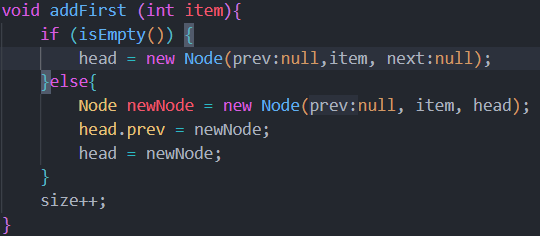 void addFirst (int item){
if (isEmpty()) {
head = new Node(prev:null,item, next:null);
}else{
Node newNode = new Node(prev:null, item, head);
head.prev = newNode;
head = newNode;
}
size++;
}